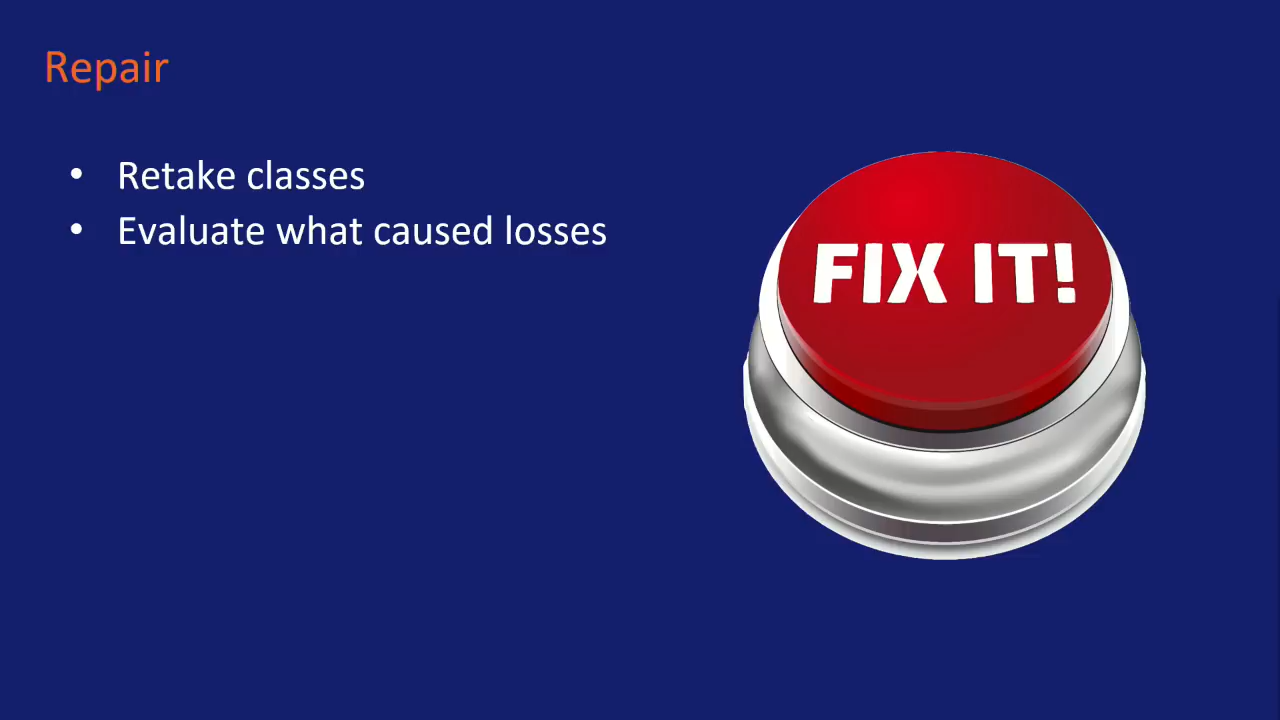 Repair
• Retake classes
• Evaluate what caused losses
FIX IT!